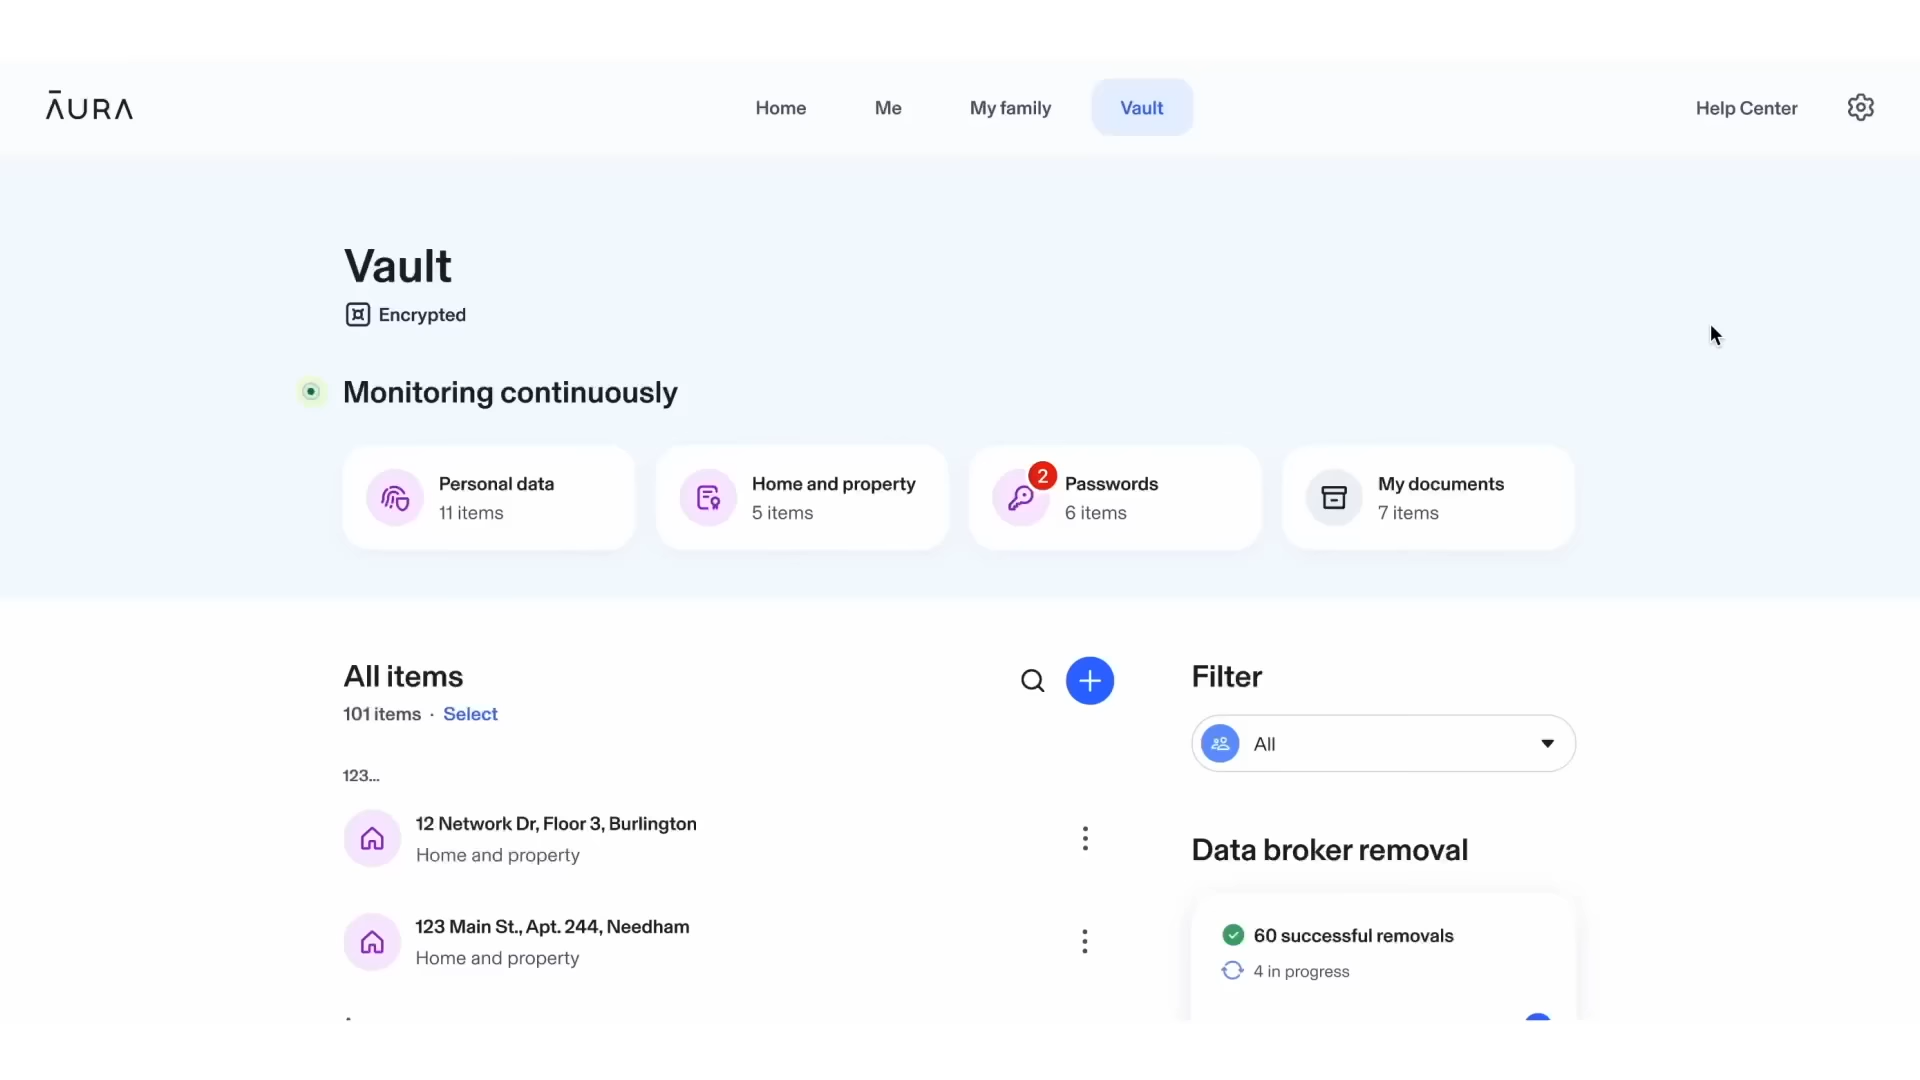 ĀURA
Home
Me
My family
Vault
Help Center
Vault
Encrypted
Monitoring continuously
Personal data
11 items
Home and property
5 items
2
Passwords
6 items
My documents
7 items
All items
101 items · Select
123...
12 Network Dr, Floor 3, Burlington
Home and property
123 Main St., Apt. 244, Needham
Home and property
Filter
All
Data broker removal
60 successful removals
4 in progress